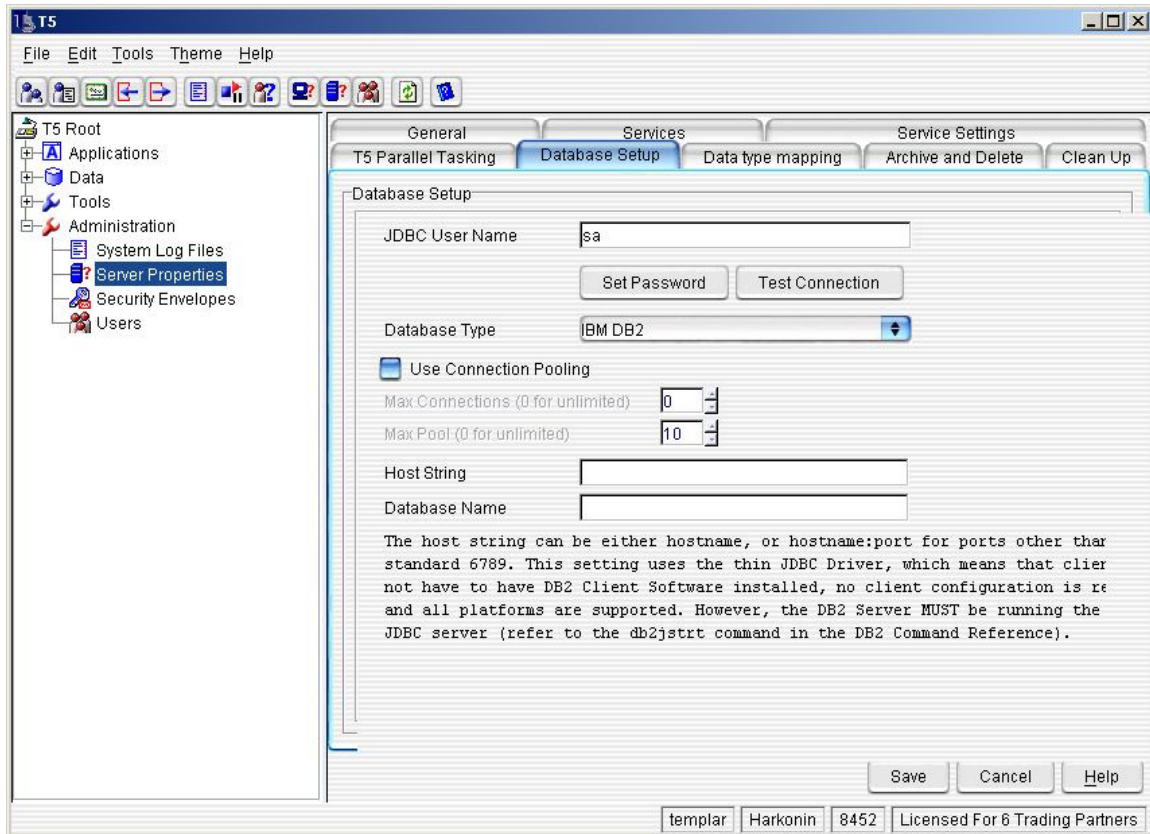 T5
File Edit Tools Theme Help
T5 Root
Applications
Data
Tools
Administration
System Log Files
Server Properties
Security Envelopes
Users
General Services Service Settings
T5 Parallel Tasking Database Setup Data type mapping Archive and Delete Clean Up
Database Setup
JDBC User Name sa
Set Password Test Connection
Database Type IBM DB2
Use Connection Pooling
Max Connections (0 for unlimited) 0
Max Pool (0 for unlimited) 10
Host String
Database Name
The host string can be either hostname, or hostname:port for ports other
standard 6789. This setting uses the thin JDBC Driver, which means that
not have to have DB2 Client Software installed, no client configuration is
and all platforms are supported. However, the DB2 Server MUST be running the
JDBC server (refer to the db2jstrt command in the DB2 Command Reference).
Save Cancel Help
templar Harkonin 8452 Licensed For 6 Trading Partners